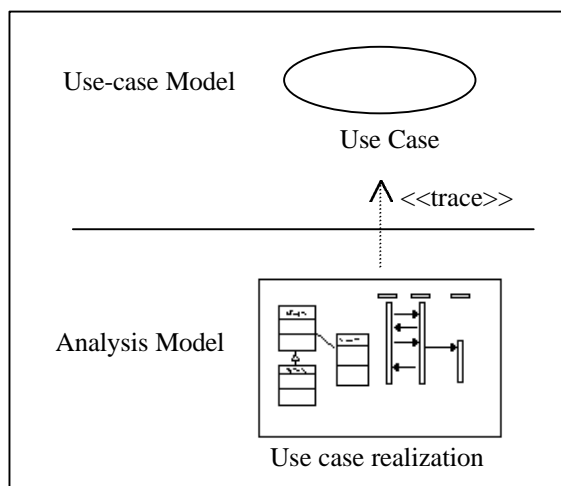 Use-case Model
Use Case
<<trace>>
Analysis Model
Use case realization